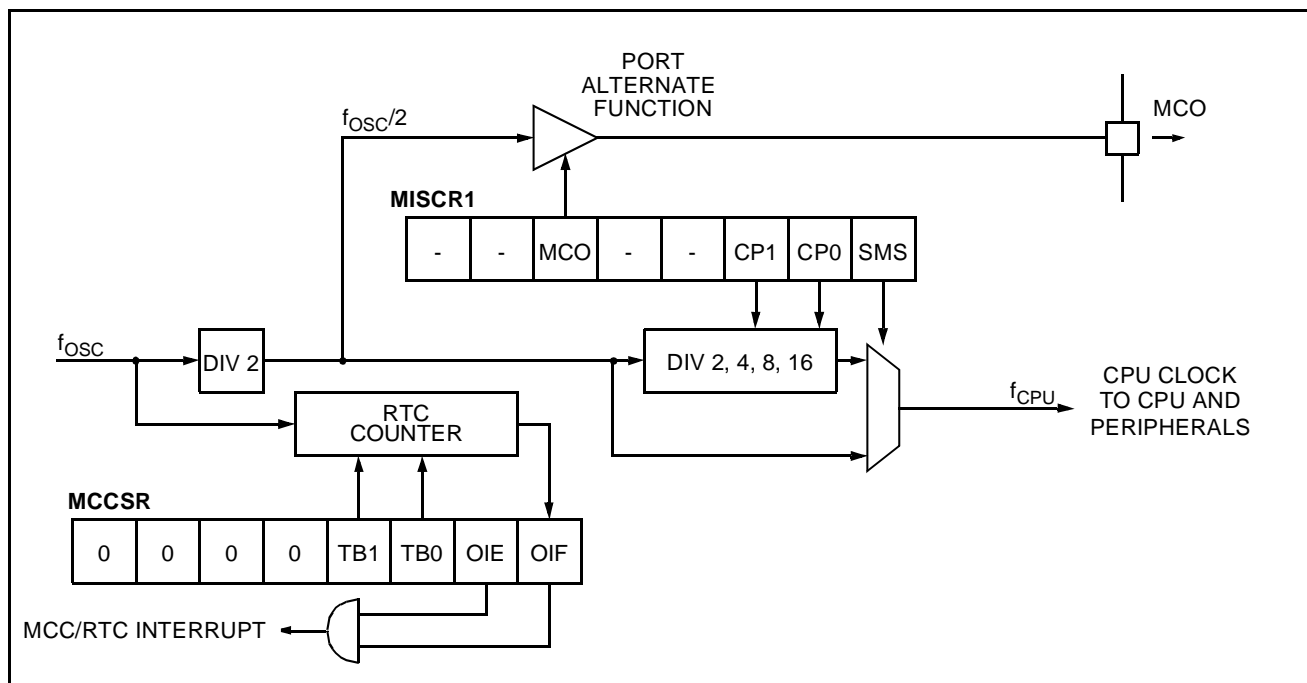 PORT
ALTERNATE
FUNCTION
MCO
fOSC/2
MISCR1
- - MCO - - CP1 CP0 SMS
fOSC
DIV 2
DIV 2, 4, 8, 16
fCPU
CPU CLOCK
TO CPU AND
PERIPHERALS
RTC
COUNTER
MCCSR
0 0 0 0 TB1 TB0 OIE OIF
MCC/RTC INTERRUPT